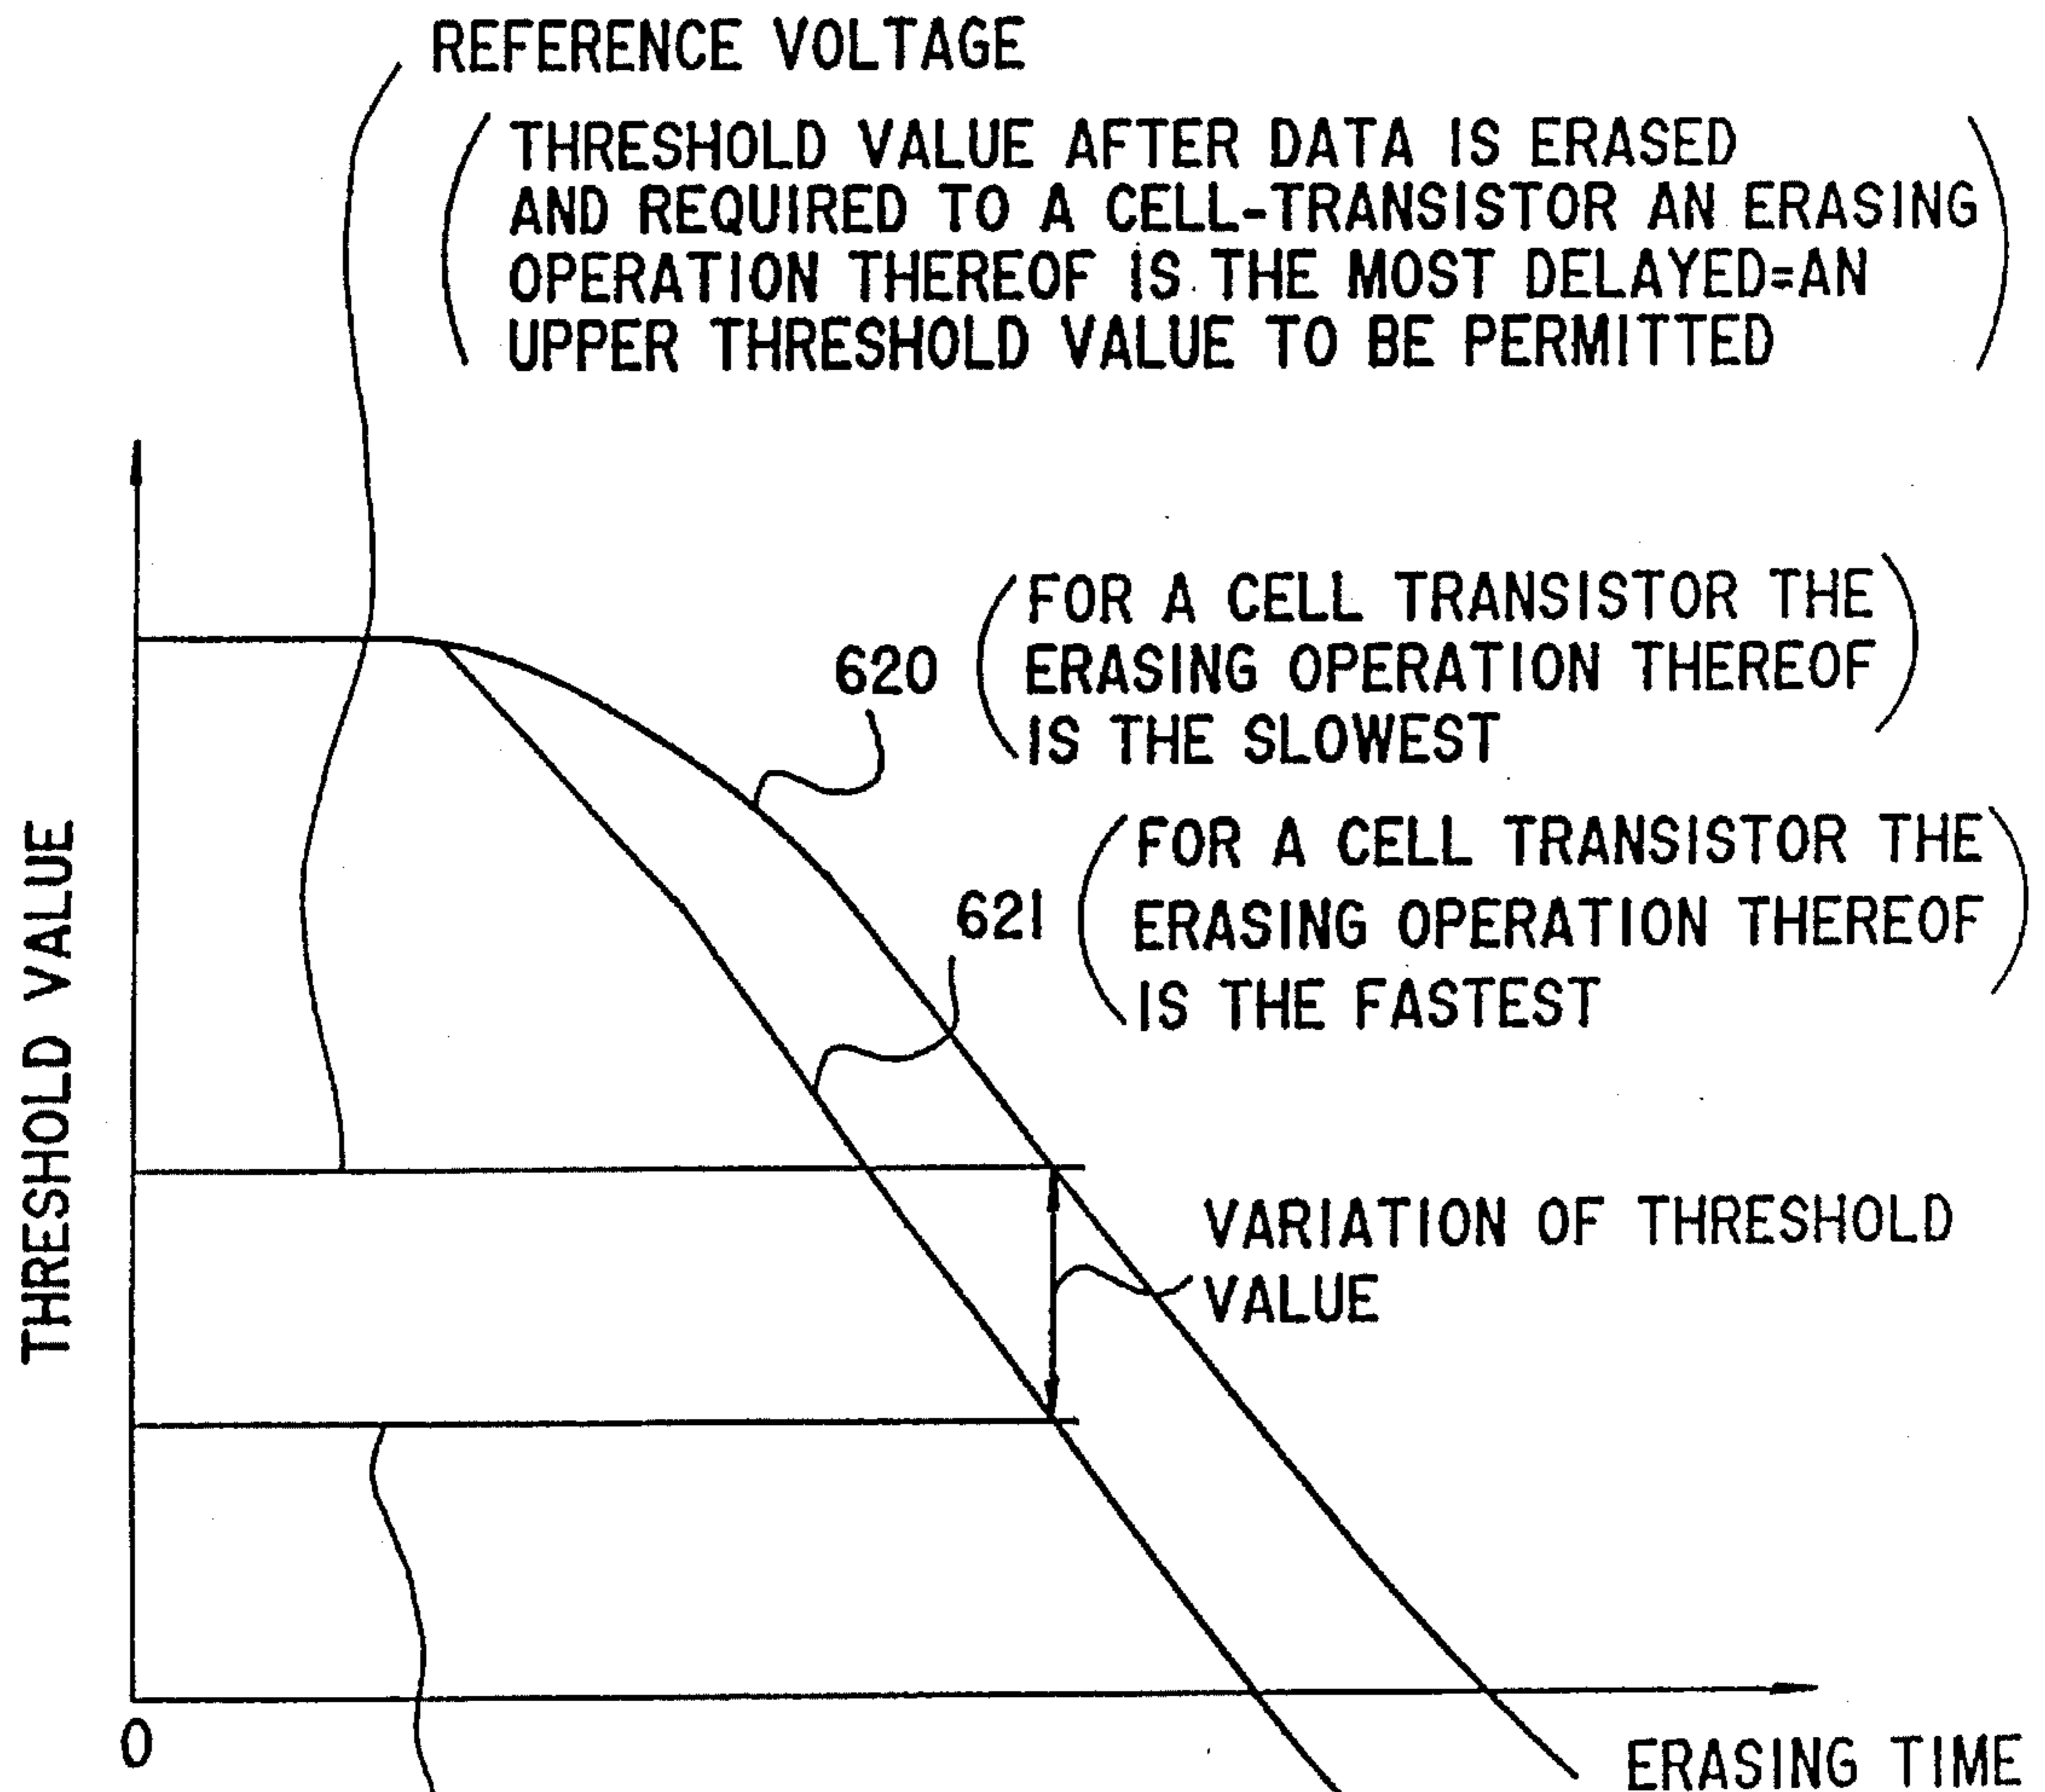 REFERENCE VOLTAGE
THRESHOLD VALUE AFTER DATA IS ERASED
AND REQUIRED TO A CELL-TRANSISTOR AN ERASING
OPERATION THEREOF IS THE MOST DELAYED=AN
UPPER THRESHOLD VALUE TO BE PERMITTED
620
FOR A CELL TRANSISTOR THE
ERASING OPERATION THEREOF
IS THE SLOWEST
621
FOR A CELL TRANSISTOR THE
ERASING OPERATION THEREOF
IS THE FASTEST
THRESHOLD VALUE
VARIATION OF THRESHOLD
VALUE
0
ERASING TIME